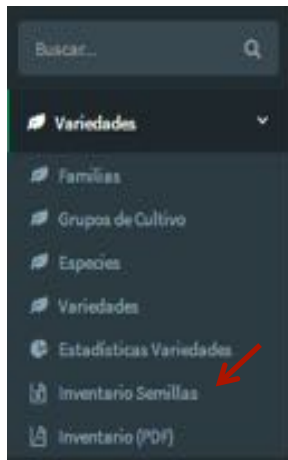 Buscar...
Variedades
Familias
Grupos de Cultivo
Especies
Variedades
Estadísticas Variedades
Inventario Semillas
Inventario (PDF)